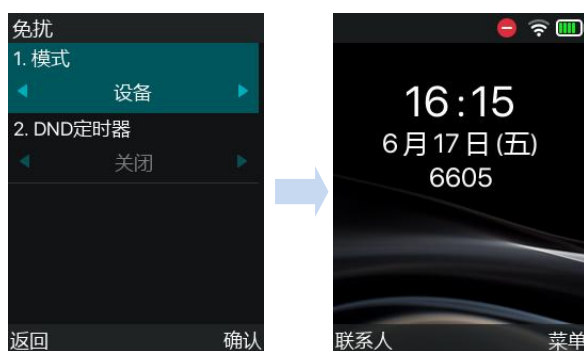 免扰
1. 模式
设备
2. DND定时器
关闭
返回 确认
16:15
6月17日(五)
6605
联系人 菜单